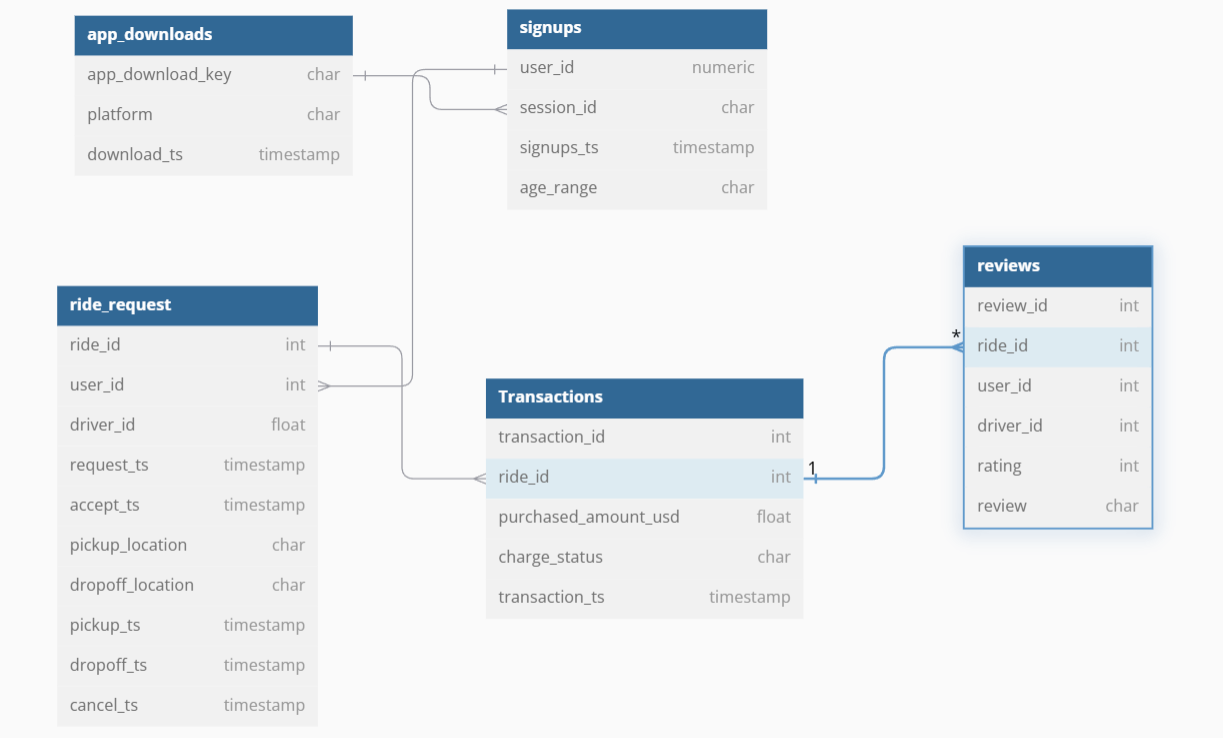 app_downloads
app_download_key char
platform char
download_ts timestamp
signups
user_id numeric
session_id char
signups_ts timestamp
age_range char
ride_request
ride_id int
user_id int
driver_id float
request_ts timestamp
accept_ts timestamp
pickup_location char
dropoff_location char
pickup_ts timestamp
dropoff_ts timestamp
cancel_ts timestamp
Transactions
transaction_id int
ride_id int
purchased_amount_usd float
charge_status char
transaction_ts timestamp
1
*
reviews
review_id int
ride_id int
user_id int
driver_id int
rating int
review char